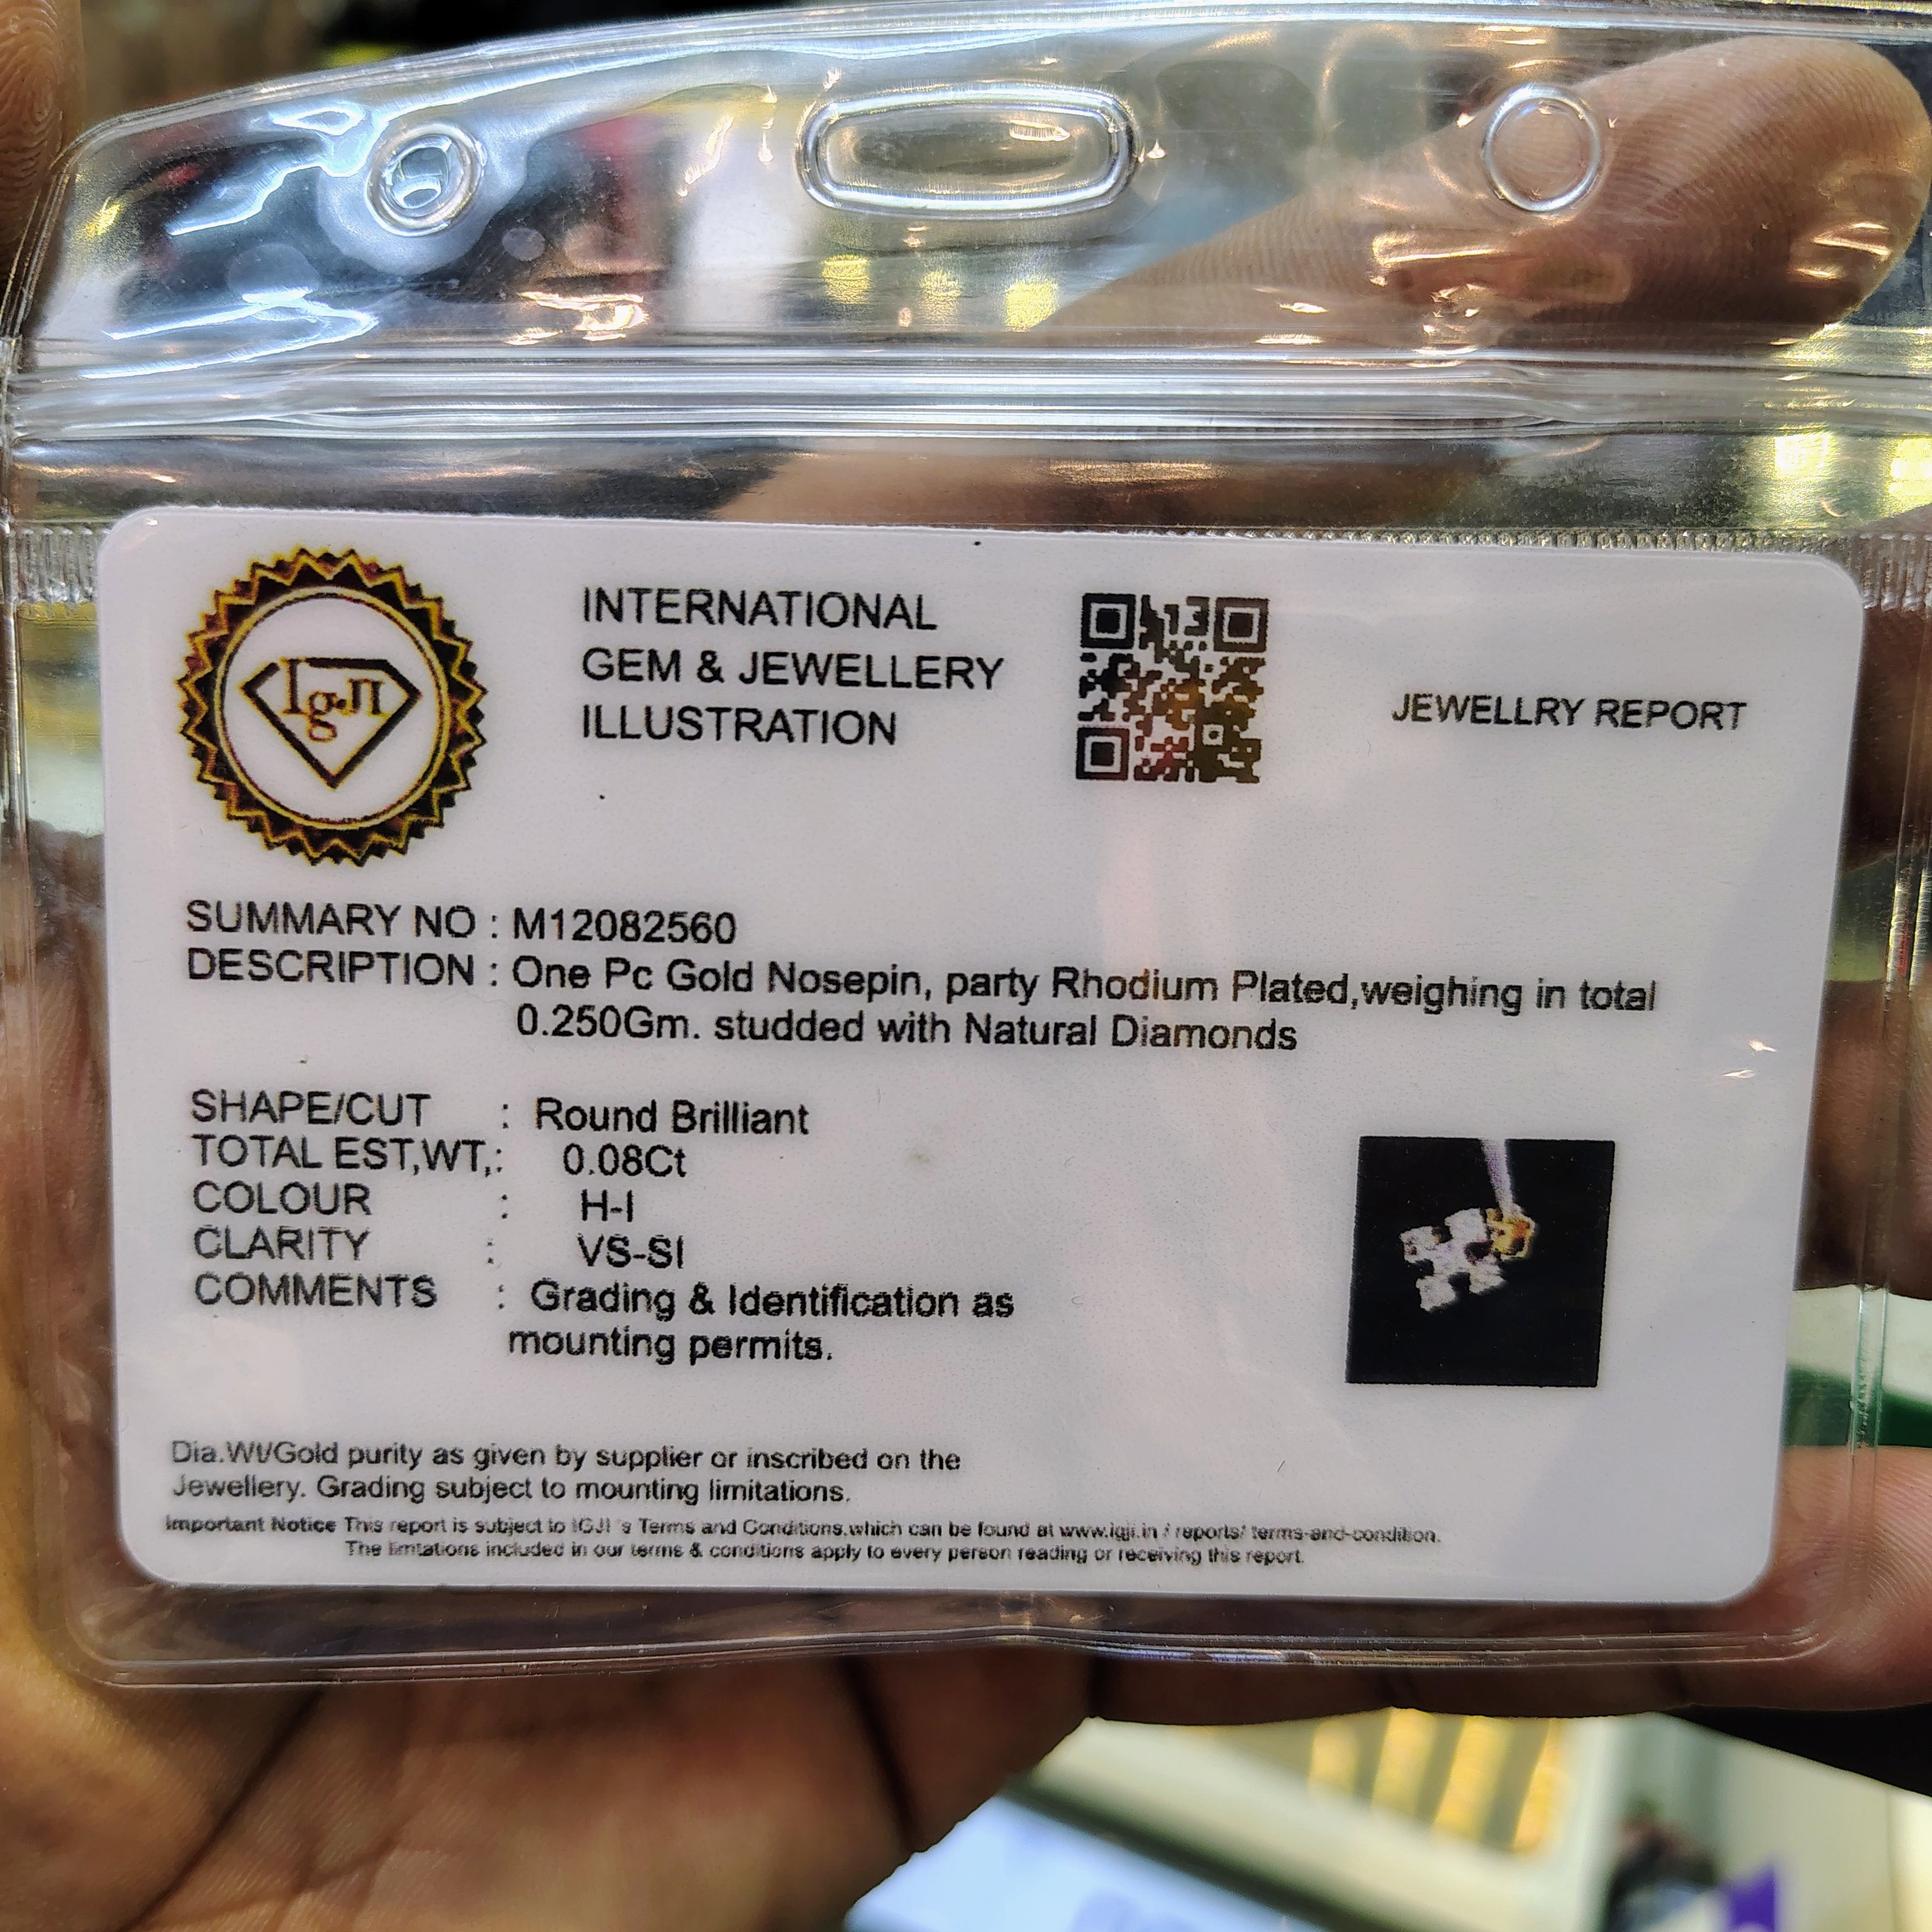 IgJI
INTERNATIONAL
GEM & JEWELLERY
ILLUSTRATION
JEWELLRY REPORT
SUMMARY NO : M12082560
DESCRIPTION : One Pc Gold Nosepin, party Rhodium Plated,weighing in total
0.250Gm. studded with Natural Diamonds
SHAPE/CUT : Round Brilliant
TOTAL EST,WT,: 0.08Ct
COLOUR : H-I
CLARITY : VS-SI
COMMENTS : Grading & Identification as
mounting permits.
Dia.Wt/Gold purity as given by supplier or inscribed on the
Jewellery. Grading subject to mounting limitations.
Important Notice This report is subject to IGJI 's Terms and Conditions.which can be found at www.igji.in / reports/ terms-and-condition.
The limtations included in our terms & conditions apply to every person reading or receiving this report.